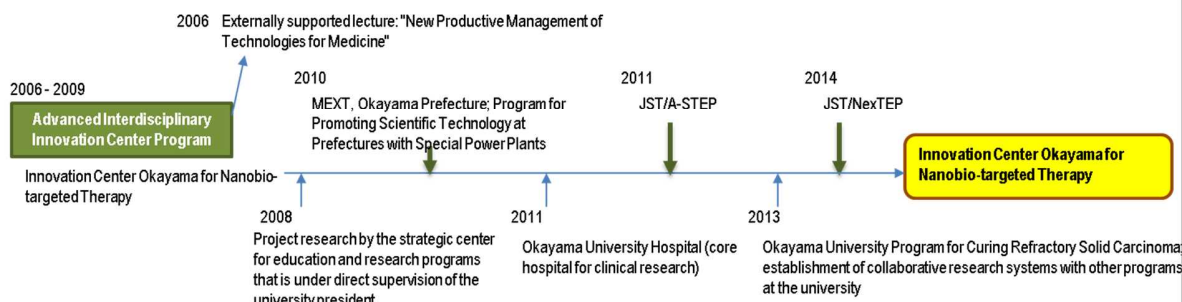 2006 Externally supported lecture: "New Productive Management of
Technologies for Medicine"
2006 - 2009
Advanced Interdisciplinary
Innovation Center Program
Innovation Center Okayama for Nanobio-
targeted Therapy
2010
MEXT, Okayama Prefecture; Program for
Promoting Scientific Technology at
Prefectures with Special Power Plants
2011
JST/A-STEP
2014
JST/NexTEP
Innovation Center Okayama for
Nanobio-targeted Therapy
2008
Project research by the strategic center
for education and research programs
that is under direct supervision of the
university president
2011
Okayama University Hospital (core
hospital for clinical research)
2013
Okayama University Program for Curing Refractory Solid Carcinoma;
establishment of collaborative research systems with other programs
at the university